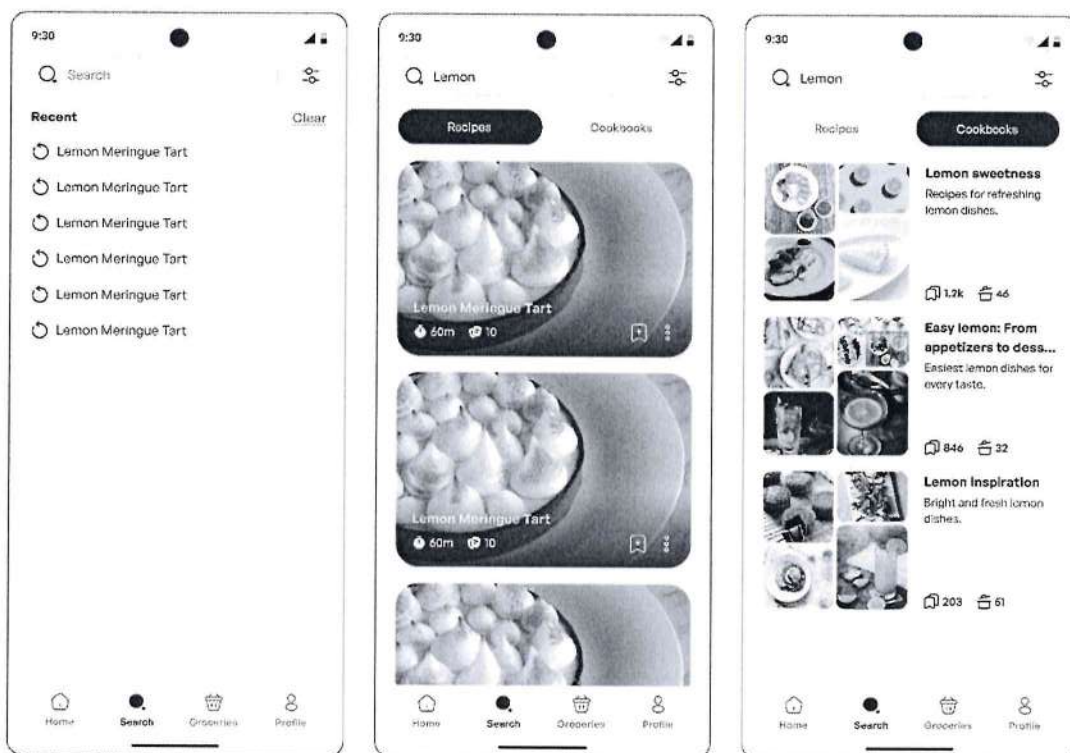 9:30
Search
Recent
Clear
Lemon Meringue Tart
Lemon Meringue Tart
Lemon Meringue Tart
Lemon Meringue Tart
Lemon Meringue Tart
Lemon Meringue Tart
Home
Search
Groceries
Profile
9:30
Lemon
Recipes
Cookbooks
Lemon Meringue Tart
60m
10
Lemon Meringue Tart
60m
10
Home
Search
Groceries
Profile
9:30
Lemon
Recipes
Cookbooks
Lemon sweetness
Recipes for refreshing
lemon dishes.
1.2k
46
Easy lemon: From
appetizers to dess...
Easiest lemon dishes for
every taste.
846
32
Lemon Inspiration
Bright and fresh lemon
dishes.
203
51
Home
Search
Groceries
Profile